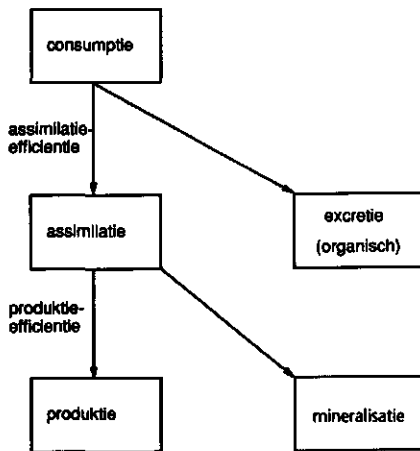 consumptie
assimilatie-
efficientie
assimilatie
excretie
(organisch)
produktie-
efficientie
produktie
mineralisatie